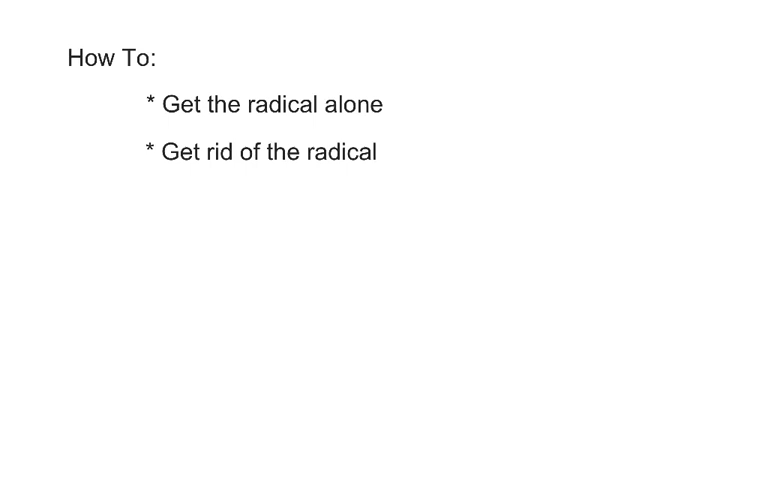 How To:
* Get the radical alone
* Get rid of the radical